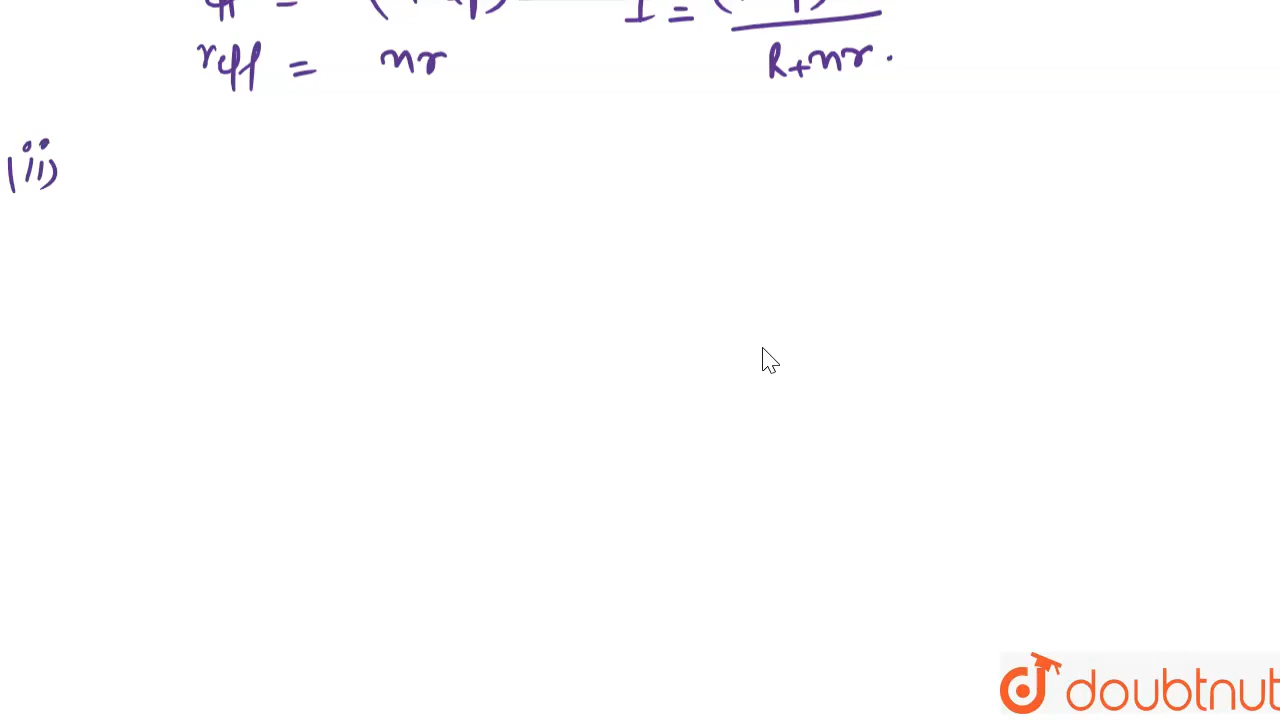 I =
r eff = nr
R+nr.
(ii)
doubtnut